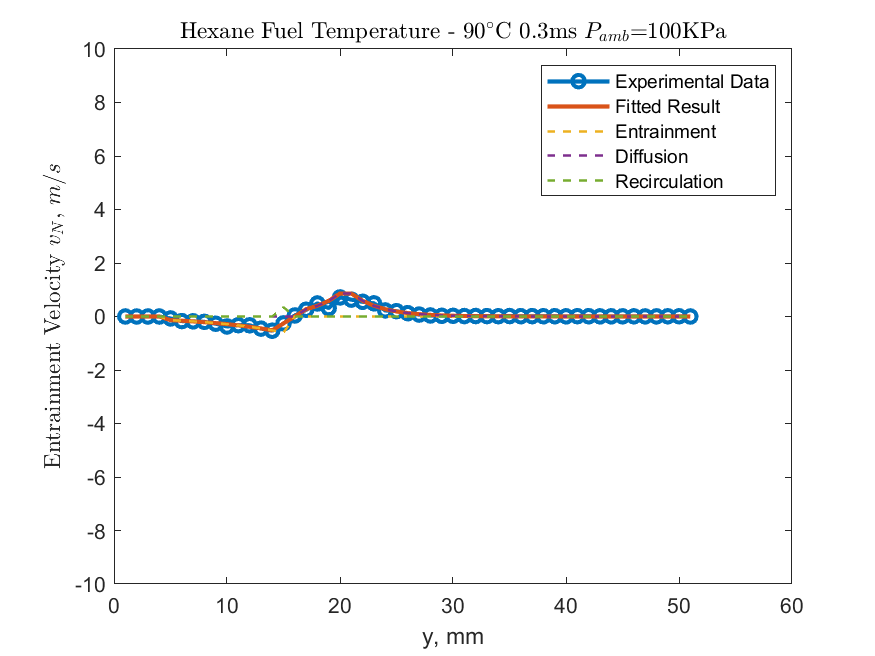 Hexane Fuel Temperature - 90°C 0.3ms P_amb=100KPa
Experimental Data
Fitted Result
Entrainment
Diffusion
Recirculation
Entrainment Velocity v_N, m/s
10
8
6
4
2
0
-2
-4
-6
-8
-10
0 10 20 30 40 50 60
y, mm